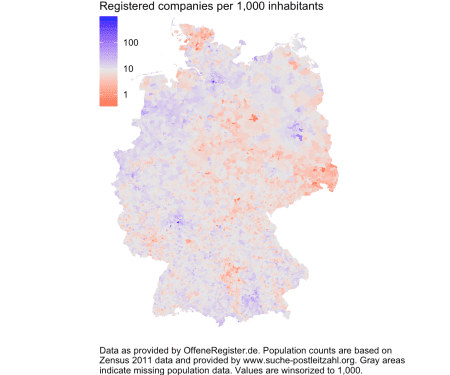 Registered companies per 1,000 inhabitants
100
10
1
Data as provided by OffeneRegister.de. Population counts are based on
Zensus 2011 data and provided by www.suche-postleitzahl.org. Gray areas
indicate missing population data. Values are winsorized to 1,000.